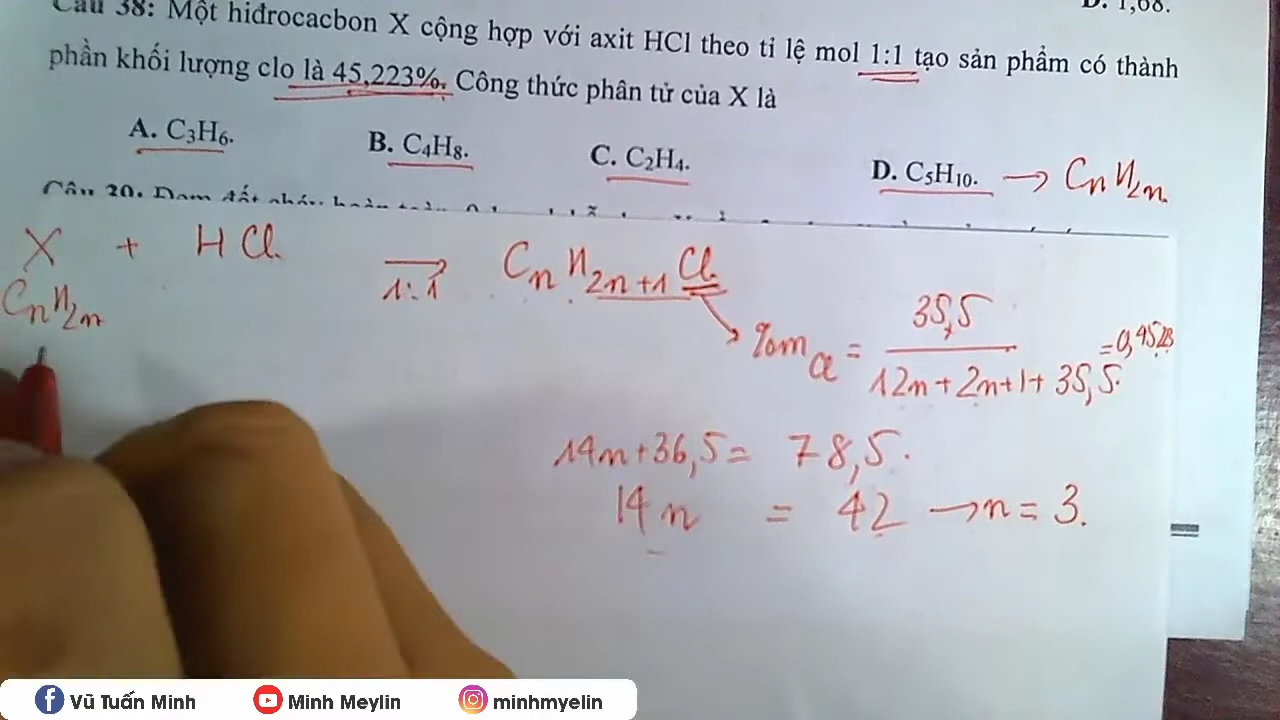 D. 1,68.
Câu 38: Một hiđrocacbon X cộng hợp với axit HCl theo tỉ lệ mol 1:1 tạo sản phẩm có thành
phần khối lượng clo là 45,223%. Công thức phân tử của X là
A. C₃H₆. B. C₄H₈. C. C₂H₄. D. C₅H₁₀. → CnH2n
X + HCl →1:1 CnH2n+1Cl
CnH2n
%mCl = 35,5 / 12n + 2n + 1 + 35,5 = 0,4523
14n + 36,5 = 78,5.
14n = 42 → n = 3.
Vũ Tuấn Minh Minh Meylin minhmyelin